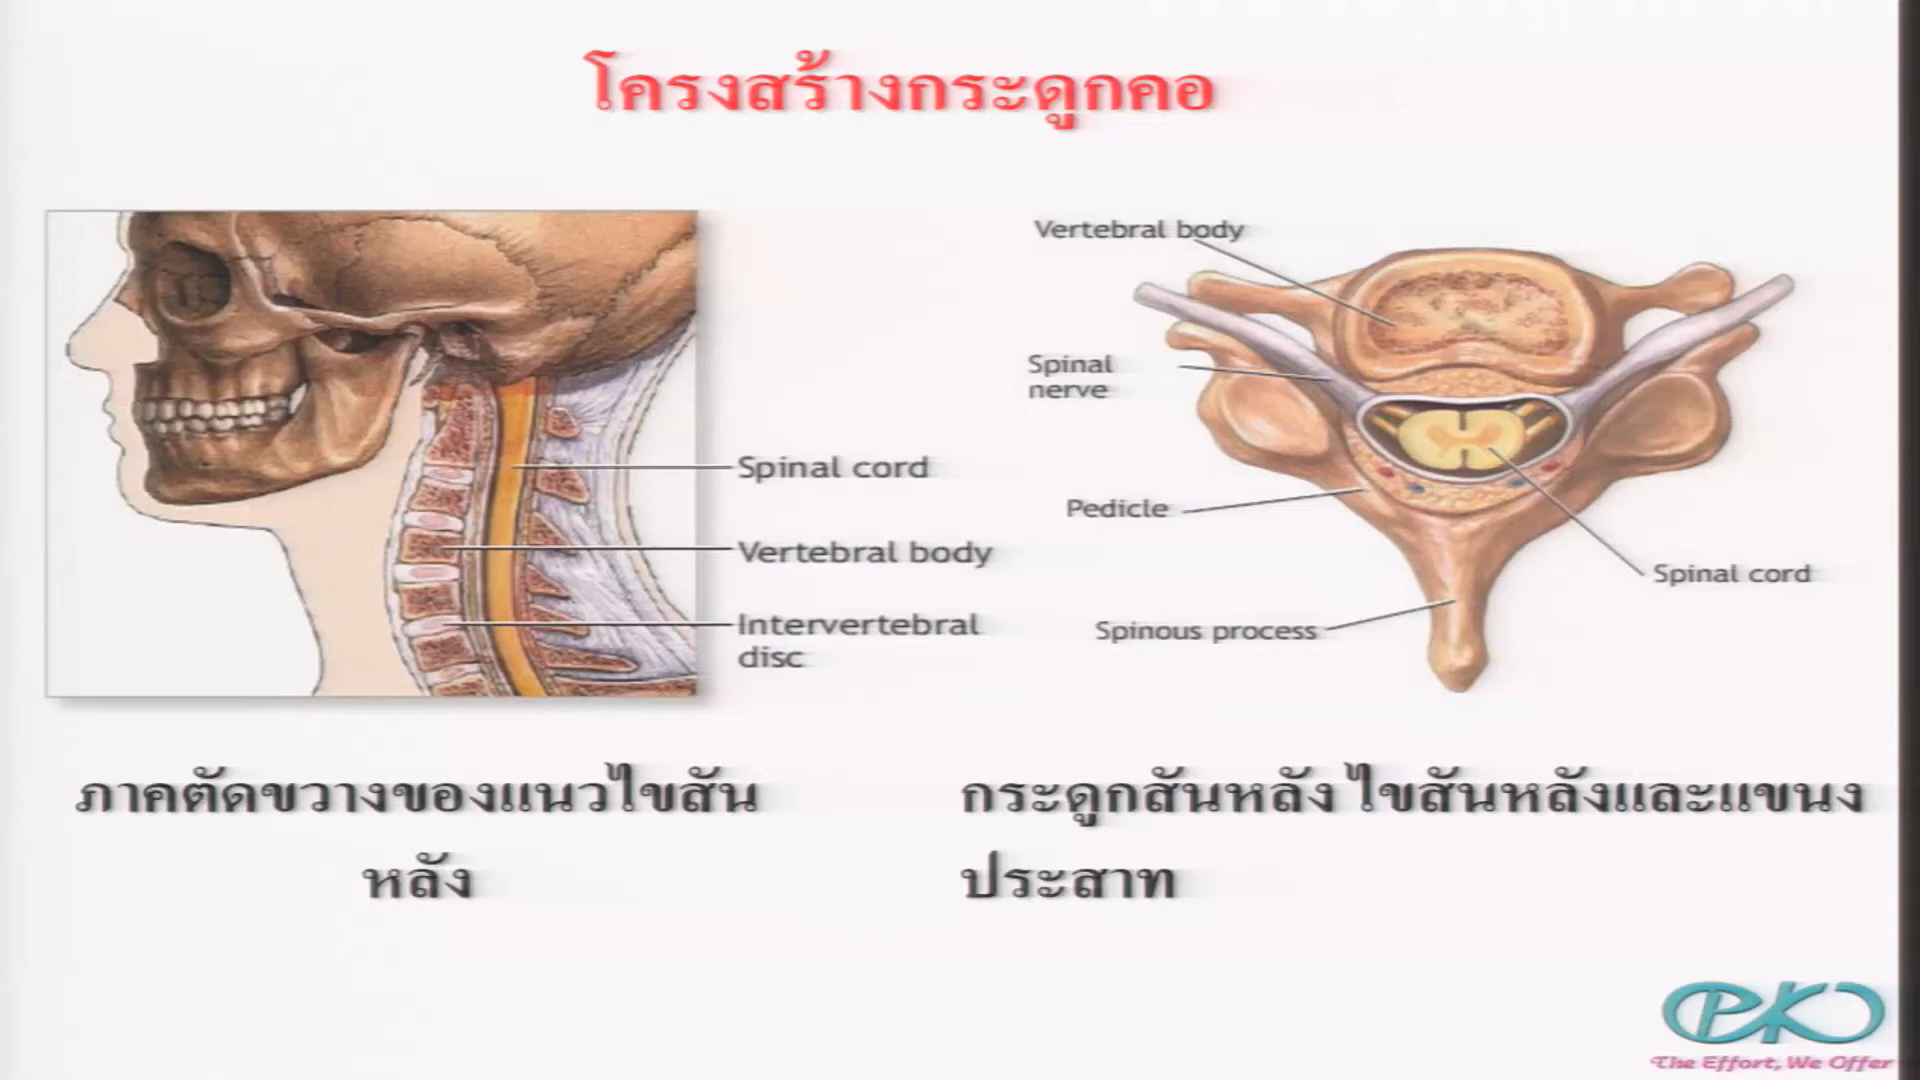 โครงสร้างกระดูกคอ
Spinal cord
Vertebral body
Intervertebral
disc
ภาคตัดขวางของแนวไขสัน
หลัง
Vertebral body
Spinal
nerve
Pedicle
Spinous process
Spinal cord
กระดูกสันหลัง ไขสันหลังและแขนง
ประสาท
PKO
The Effort, We Offer